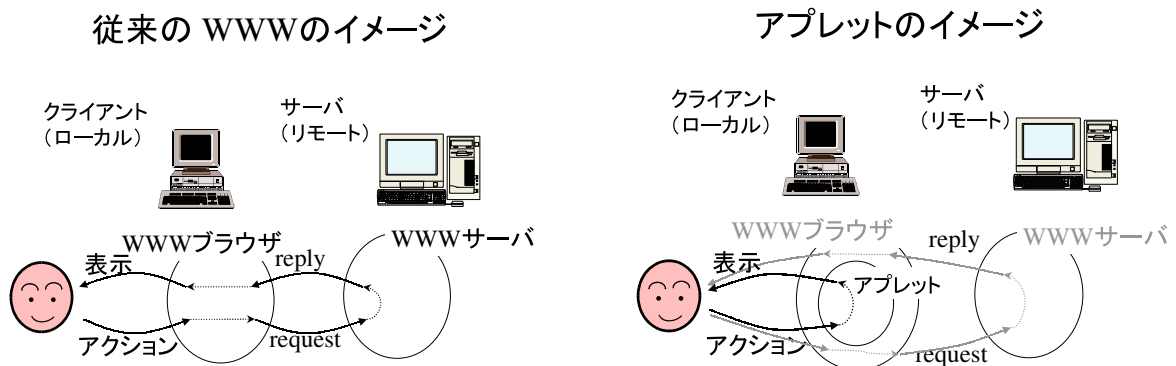 従来の WWWのイメージ
クライアント
（ローカル）
サーバ
（リモート）
WWWブラウザ
WWWサーバ
表示
reply
アクション
request
アプレットのイメージ
クライアント
（ローカル）
サーバ
（リモート）
WWWブラウザ
reply
WWWサーバ
表示
アプレット
アクション
request